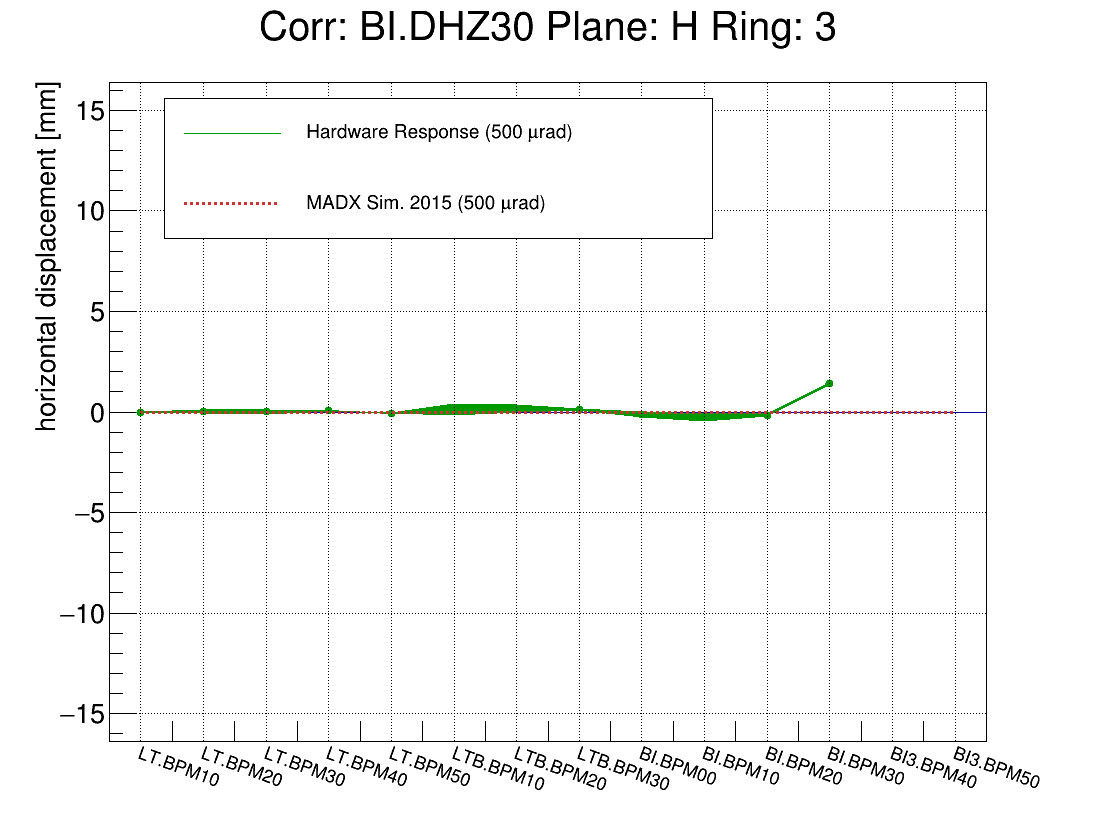 Corr: BI.DHZ30 Plane: H Ring: 3
horizontal displacement [mm]
Hardware Response (500 μrad)
MADX Sim. 2015 (500 μrad)
15
10
5
0
−5
−10
−15
LT.BPM10
LT.BPM20
LT.BPM30
LT.BPM40
LT.BPM50
LTB.BPM10
LTB.BPM20
LTB.BPM30
BI.BPM00
BI.BPM10
BI.BPM20
BI.BPM30
BI3.BPM40
BI3.BPM50